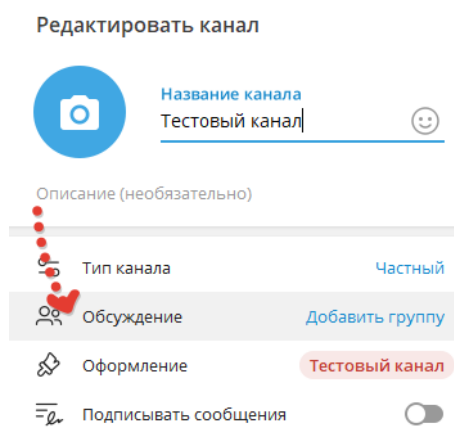 Редактировать канал
Название канала
Тестовый канал
Описание (необязательно)
Тип канала Частный
Обсуждение Добавить группу
Оформление Тестовый канал
Подписывать сообщения